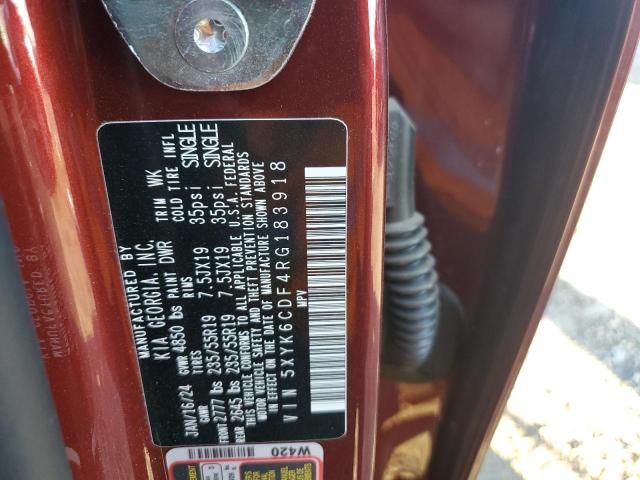 MANUFACTURED BY
KIA GEORGIA, INC.
JAN/16/24 GVWR 4850 lbs PAINT DWR TRIM WK
GAWR TIRES RIMS COLD TIRE INFL
FRONT 2777 lbs 235/55R19 7.5JX19 35psi SINGLE
REAR 2645 lbs 235/55R19 7.5JX19 35psi SINGLE
THIS VEHICLE CONFORMS TO ALL APPLICABLE U.S.A. FEDERAL
MOTOR VEHICLE SAFETY AND THEFT PREVENTION STANDARDS
IN EFFECT ON THE DATE OF MANUFACTURE SHOWN ABOVE
VIN 5XYK6CDF4RG183918
MPV
W420